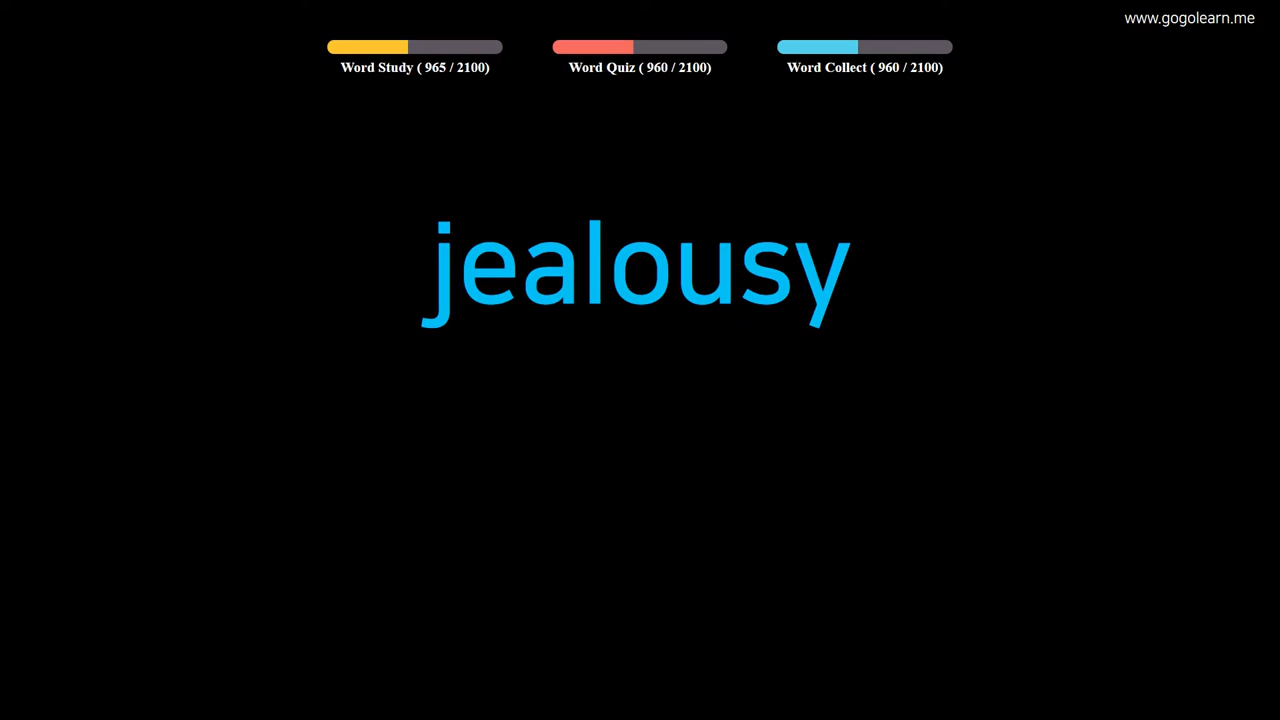 www.gogolearn.me
Word Study ( 965 / 2100)
Word Quiz ( 960 / 2100)
Word Collect ( 960 / 2100)
jealousy